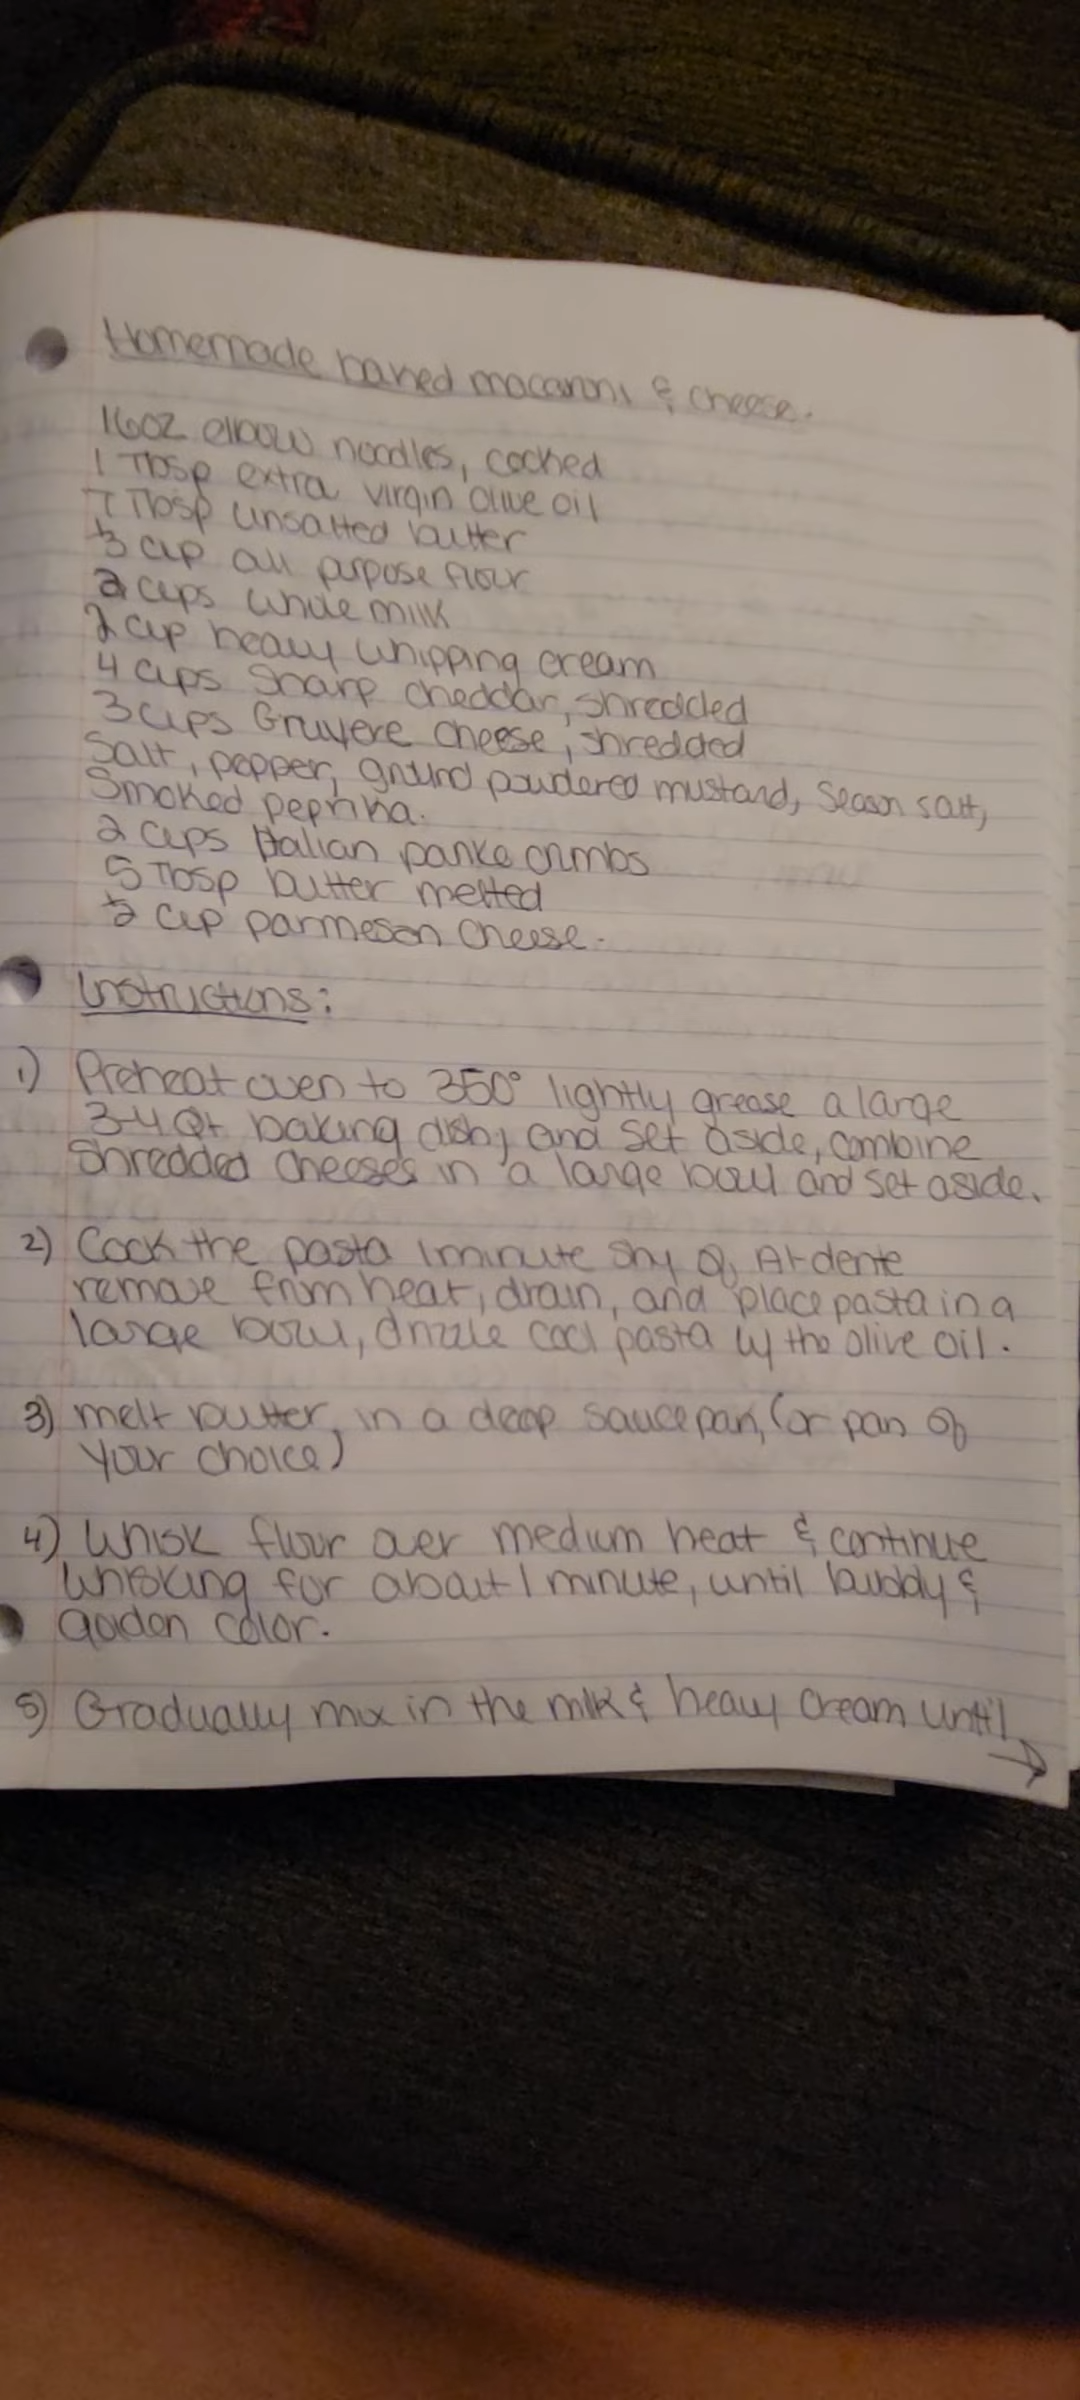 Homemade baked macaroni & cheese.
16oz elbow noodles, cooked
1 Tbsp extra virgin olive oil
7 Tbsp unsalted butter
1/3 cup all purpose flour
2 cups whole milk
2 cup heavy whipping cream
4 cups Sharp cheddar, shredded
3 cups Gruyere cheese, shredded
Salt, pepper, ground powdered mustard, Season salt,
Smoked peprika.
2 cups Italian panke crumbs
5 Tbsp butter melted
1/2 cup parmeson cheese.
Instructions:
1) Preheat oven to 350° lightly grease a large
3-4 Qt baking dish, and set aside, combine
Shredded cheeses in a large bowl and set aside.
2) Cook the pasta 1 minute shy of Al dente
remove from heat, drain, and place pasta in a
large bowl, drizzle cool pasta w/ the olive oil.
3) melt butter, in a deep saucepan, (or pan of
your choice)
4) Whisk flour over medium heat & continue
whisking for about 1 minute, until bubbly &
golden color.
5) Gradually mix in the milk & heavy cream until
→